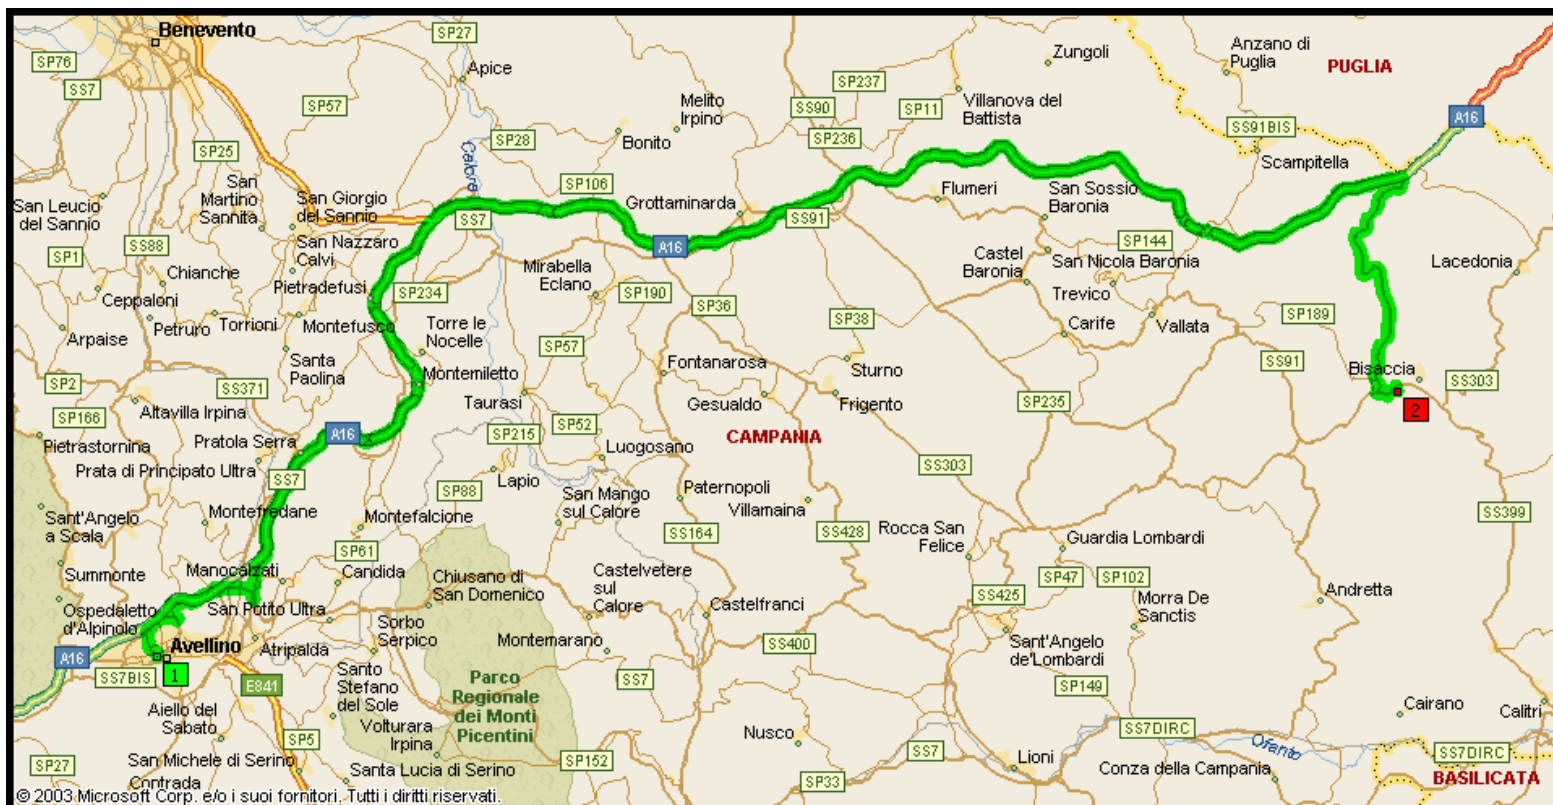 Benevento
SP27
Zungoli
Anzano di
Puglia
PUGLIA
SP76
SS7
Apice
SP237
Villanova del
Battista
SP57
Melito
Irpino
SS90
SP11
A16
SP28
Bonito
SP236
SS91BIS
SP25
Calore
Scampitella
San
Martino
Sannita
San Giorgio
del Sannio
SP106
Flumeri
San Sossio
Baronia
San Leucio
del Sannio
SS7
Grottaminarda
SS91
SS88
San Nazzaro
Calvi
A16
SP144
SP1
Chianche
Mirabella
Eclano
Castel
Baronia
San Nicola Baronia
Lacedonia
Ceppaloni
Pietradefusi
SP234
SP190
SP36
Trevico
Petruro
Torrioni
Montefusco
SP38
Vallata
SP189
Arpaise
Torre le
Nocelle
Carife
Santa
Paolina
SP57
Fontanarosa
Sturno
SS91
Bisaccia
SP2
SS371
Montemiletto
SS303
Altavilla Irpina
Taurasi
Gesualdo
Frigento
SP235
2
SP166
A16
SP215
SP52
CAMPANIA
Pietrastornina
Pratola Serra
Luogosano
Prata di Principato Ultra
SS7
Lapio
SS303
SP88
San Mango
sul Calore
Paternopoli
Villamaina
Sant'Angelo
a Scala
Montefredane
Montefalcione
SS399
SS164
SS428
Rocca San
Felice
SP61
Guardia Lombardi
Summonte
Manocalzati
Candida
Chiusano di
San Domenico
Castelvetere
sul
Calore
SP47
SP102
Andretta
Ospedaletto
d'Alpinolo
San Potito Ultra
Castelfranci
SS425
Morra De
Sanctis
Avellino
Atripalda
Sorbo
Serpico
Montemarano
SS400
Sant'Angelo
de'Lombardi
A16
SS7BIS
1
E841
Santo
Stefano
del Sole
Parco
Regionale
dei Monti
Picentini
SS7
SP149
Aiello del
Sabato
Volturara
Irpina
Cairano
Calitri
SP5
Nusco
SS7
SS7DIRC
Ofanto
SS7DIRC
SP27
San Michele di Serino
SP152
Lioni
Contrada
Santa Lucia di Serino
SP33
Conza della Campania
BASILICATA
© 2003 Microsoft Corp. e/o i suoi fornitori. Tutti i diritti riservati.